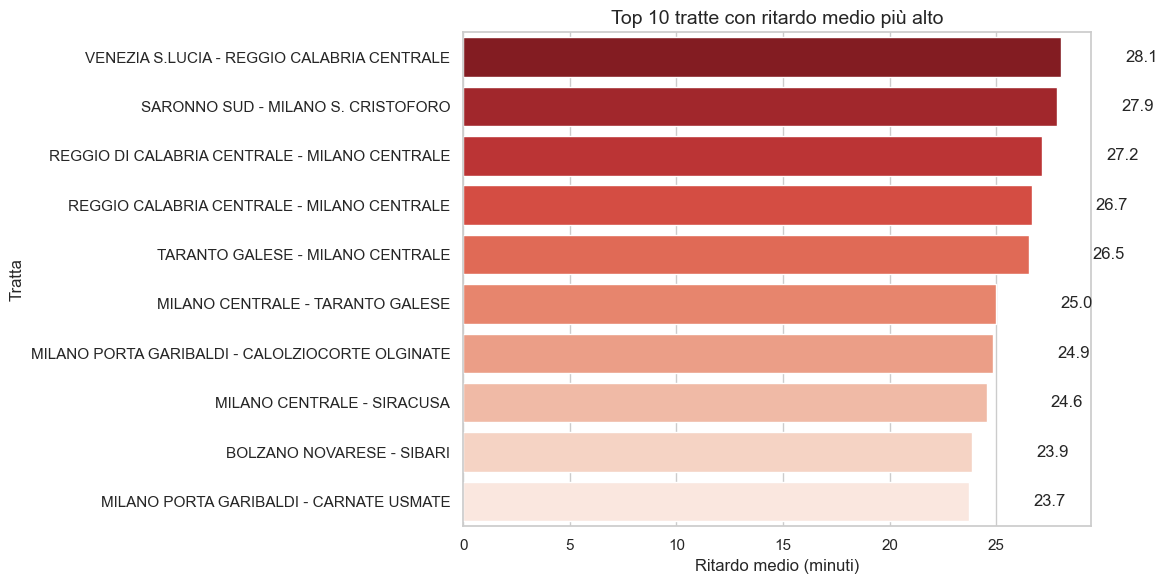 Top 10 tratte con ritardo medio più alto
Tratta
VENEZIA S.LUCIA - REGGIO CALABRIA CENTRALE 28.1
SARONNO SUD - MILANO S. CRISTOFORO 27.9
REGGIO DI CALABRIA CENTRALE - MILANO CENTRALE 27.2
REGGIO CALABRIA CENTRALE - MILANO CENTRALE 26.7
TARANTO GALESE - MILANO CENTRALE 26.5
MILANO CENTRALE - TARANTO GALESE 25.0
MILANO PORTA GARIBALDI - CALOLZIOCORTE OLGINATE 24.9
MILANO CENTRALE - SIRACUSA 24.6
BOLZANO NOVARESE - SIBARI 23.9
MILANO PORTA GARIBALDI - CARNATE USMATE 23.7
0 5 10 15 20 25
Ritardo medio (minuti)